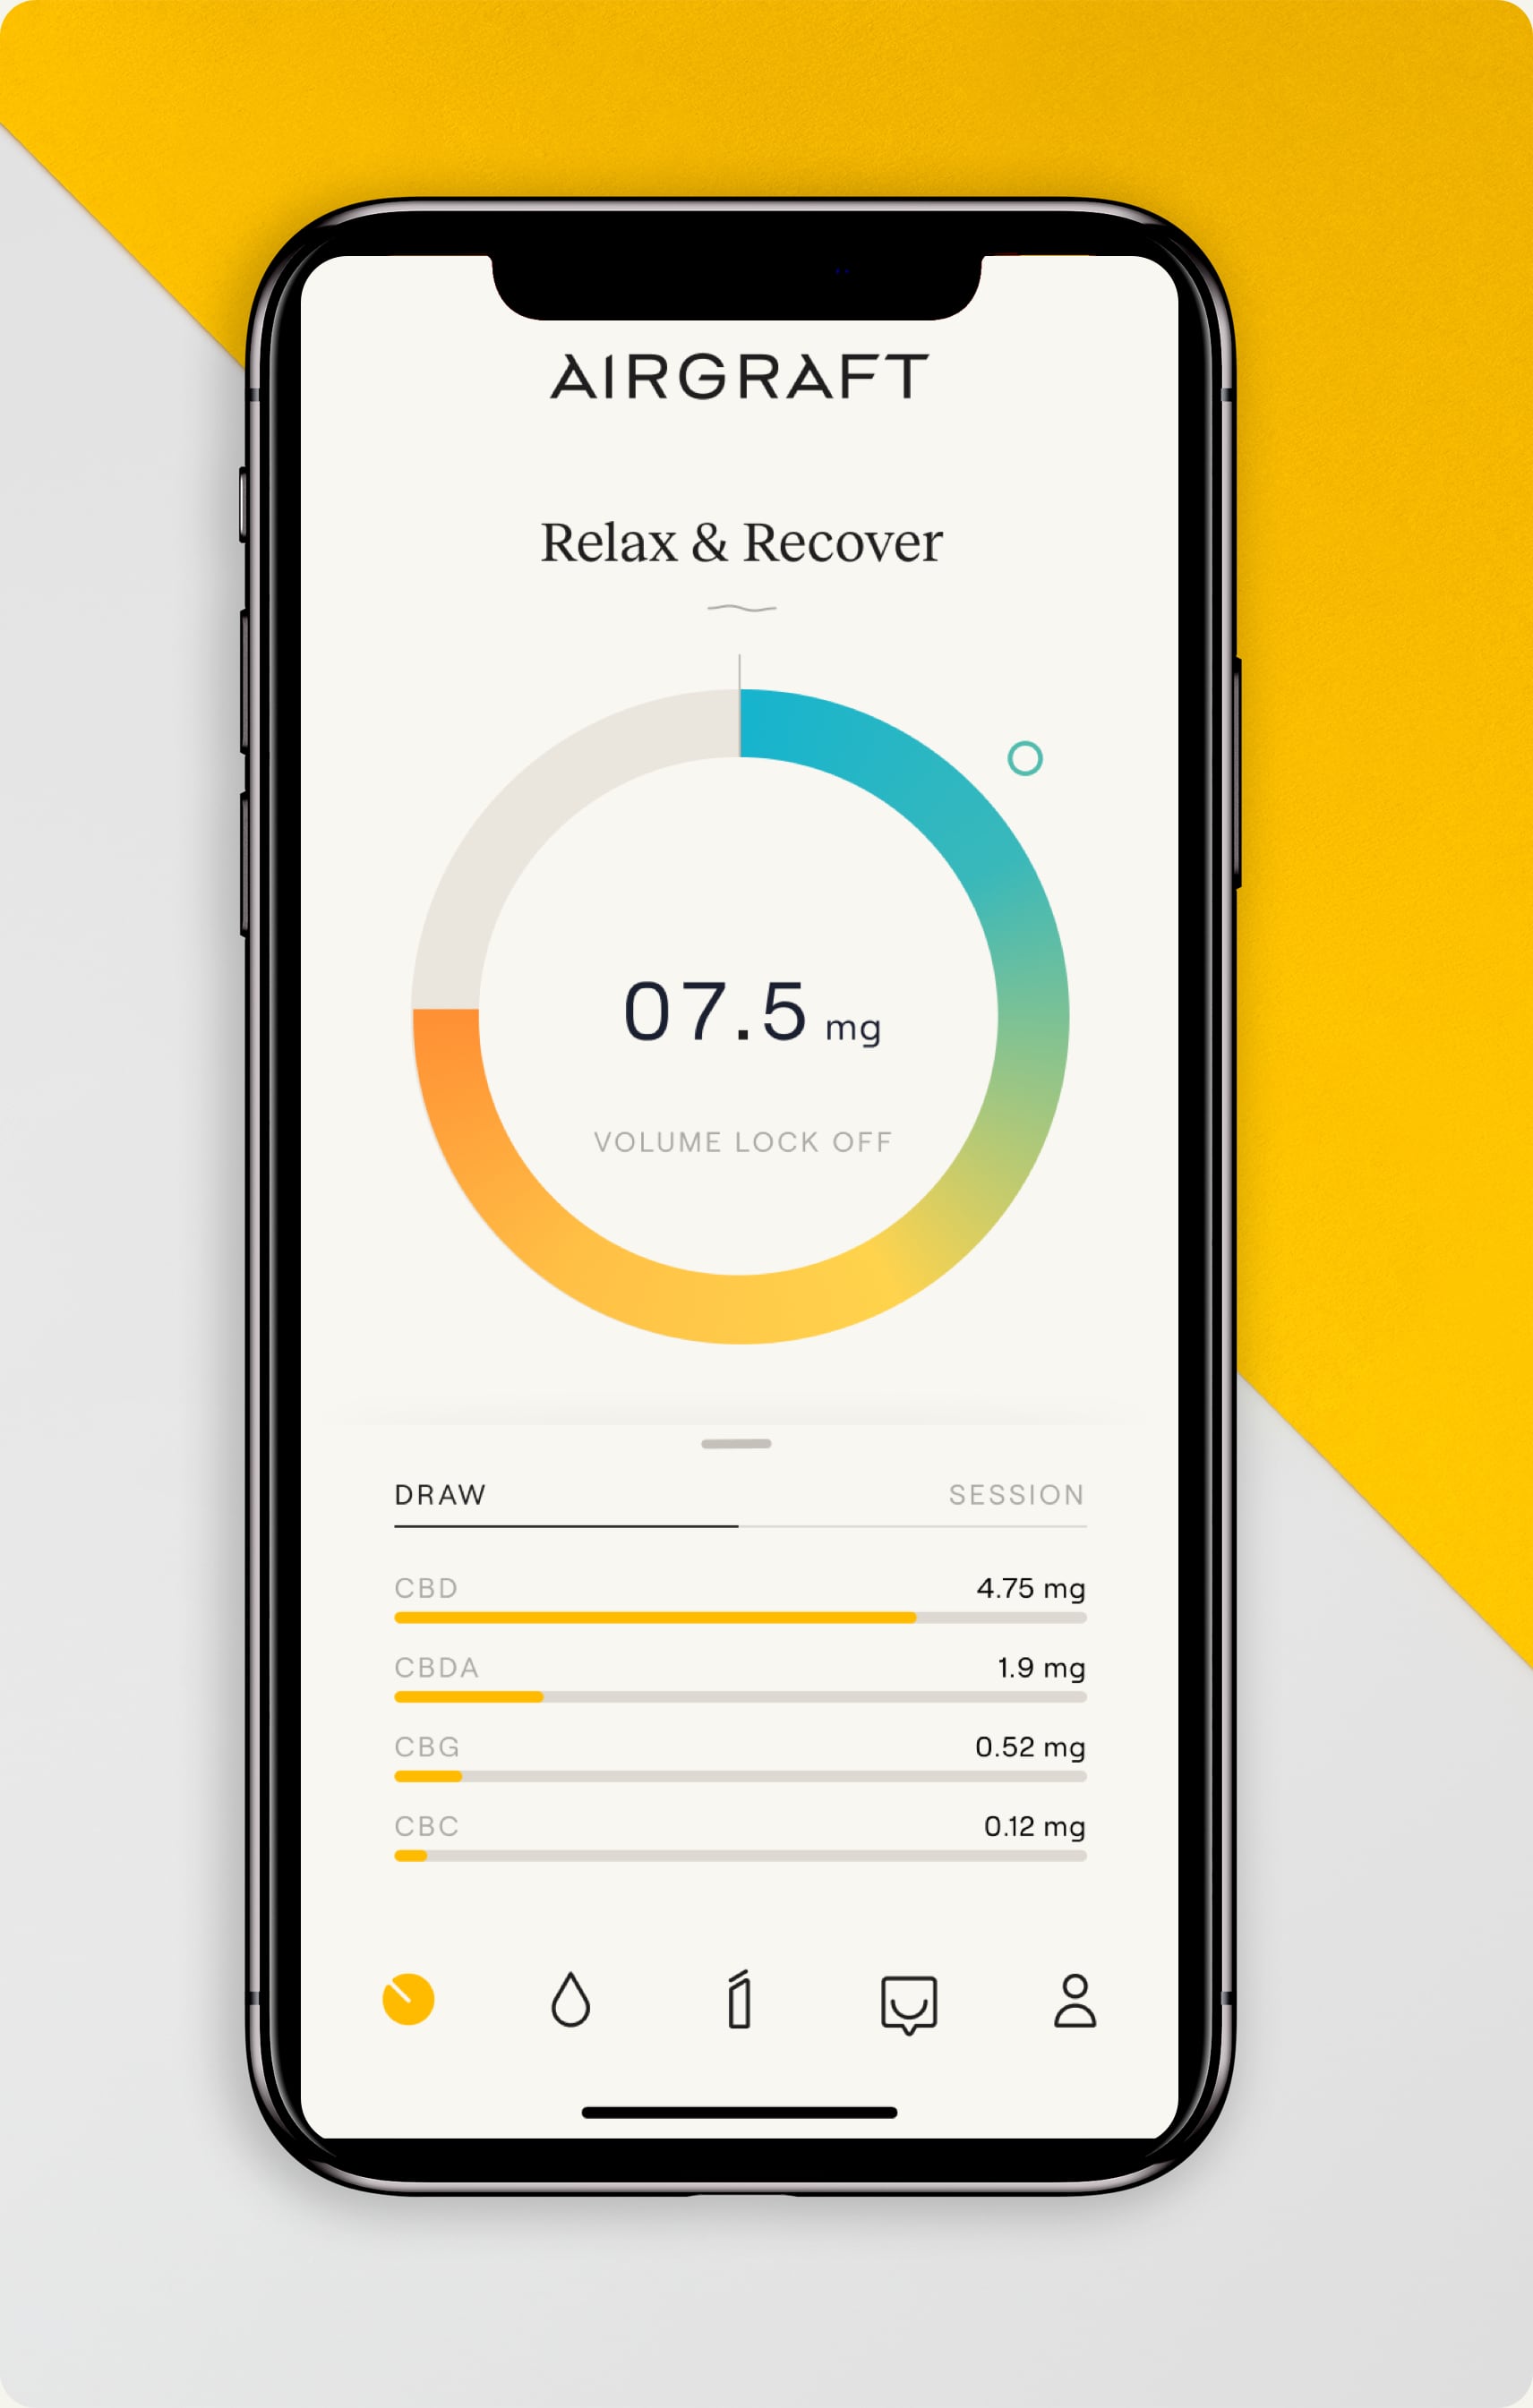 AIRGRAFT
Relax & Recover
07.5 mg
VOLUME LOCK OFF
DRAW SESSION
CBD 4.75 mg
CBDA 1.9 mg
CBG 0.52 mg
CBC 0.12 mg